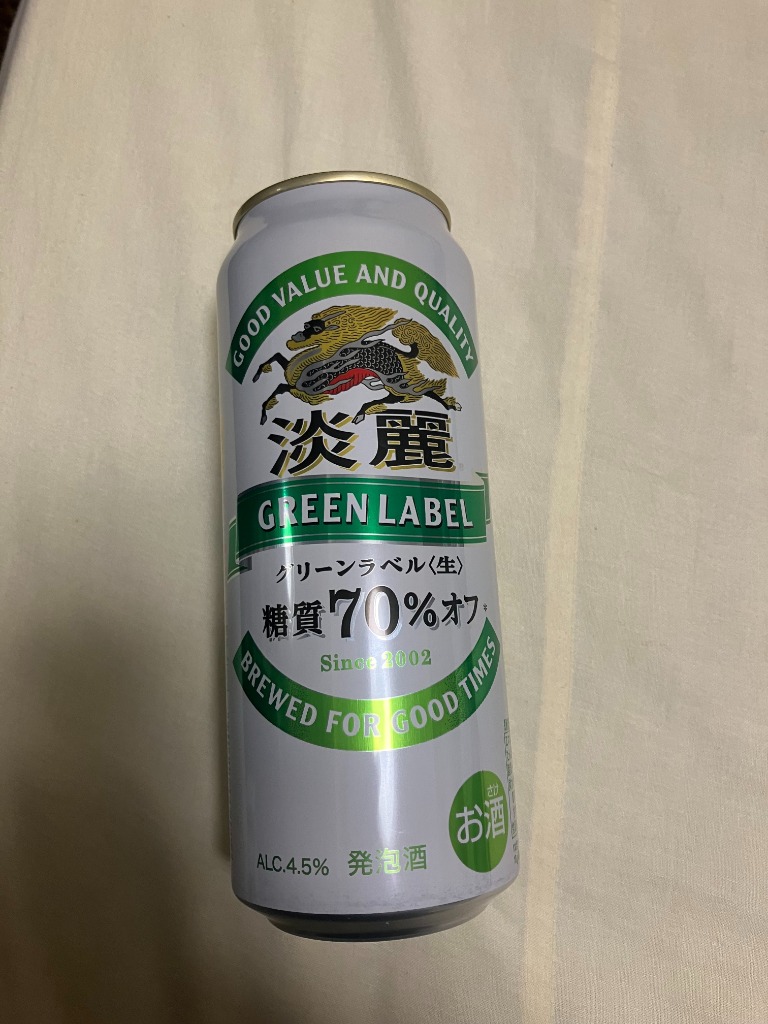 GOOD VALUE AND QUALITY
淡麗
GREEN LABEL
グリーンラベル〈生〉
糖質70%オフ*
Since 2002
BREWED FOR GOOD TIMES
さけ
お酒
ALC.4.5% 発泡酒